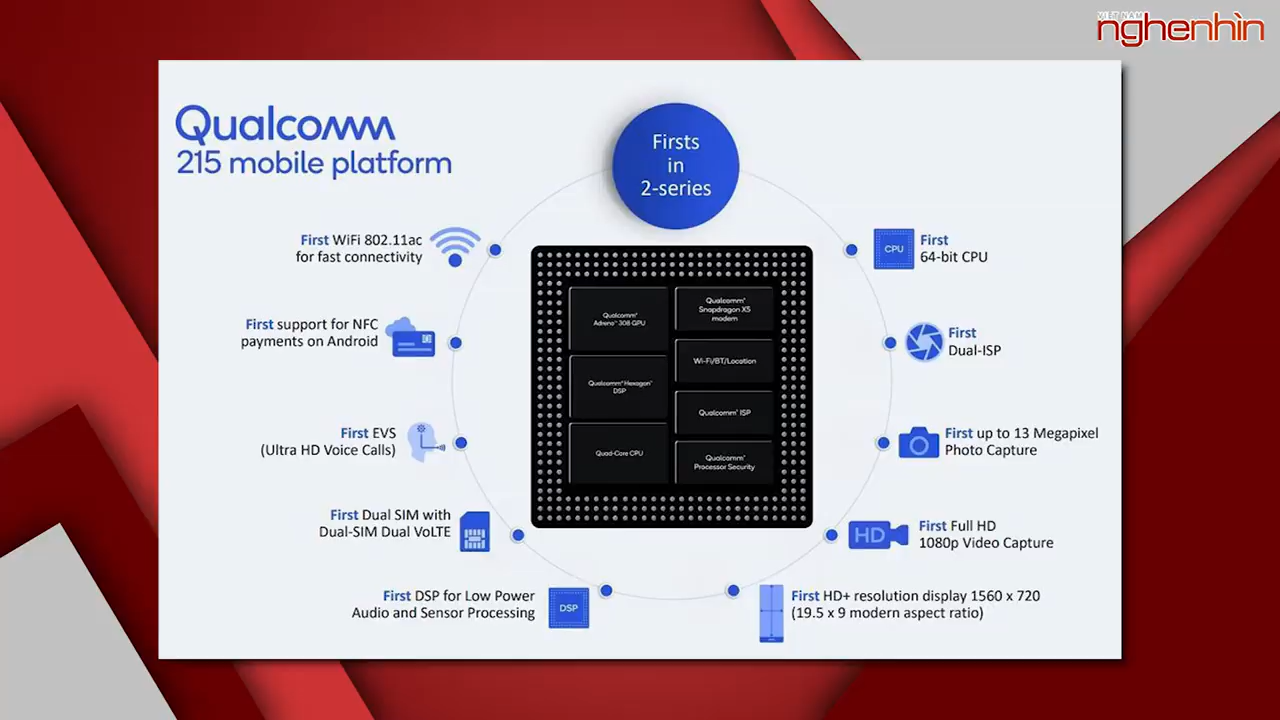 VIỆT NAM
nghenhìn
Qualcomm
215 mobile platform
Firsts
in
2-series
First WiFi 802.11ac
for fast connectivity
First support for NFC
payments on Android
First EVS
(Ultra HD Voice Calls)
First Dual SIM with
Dual-SIM Dual VoLTE
First DSP for Low Power
Audio and Sensor Processing
DSP
Qualcomm®
Adreno™ 308 GPU
Qualcomm® Hexagon™
DSP
Quad-Core CPU
Qualcomm®
Snapdragon X5
modem
Wi-Fi/BT/Location
Qualcomm® ISP
Qualcomm®
Processor Security
CPU
First
64-bit CPU
First
Dual-ISP
First up to 13 Megapixel
Photo Capture
HD
First Full HD
1080p Video Capture
First HD+ resolution display 1560 x 720
(19.5 x 9 modern aspect ratio)